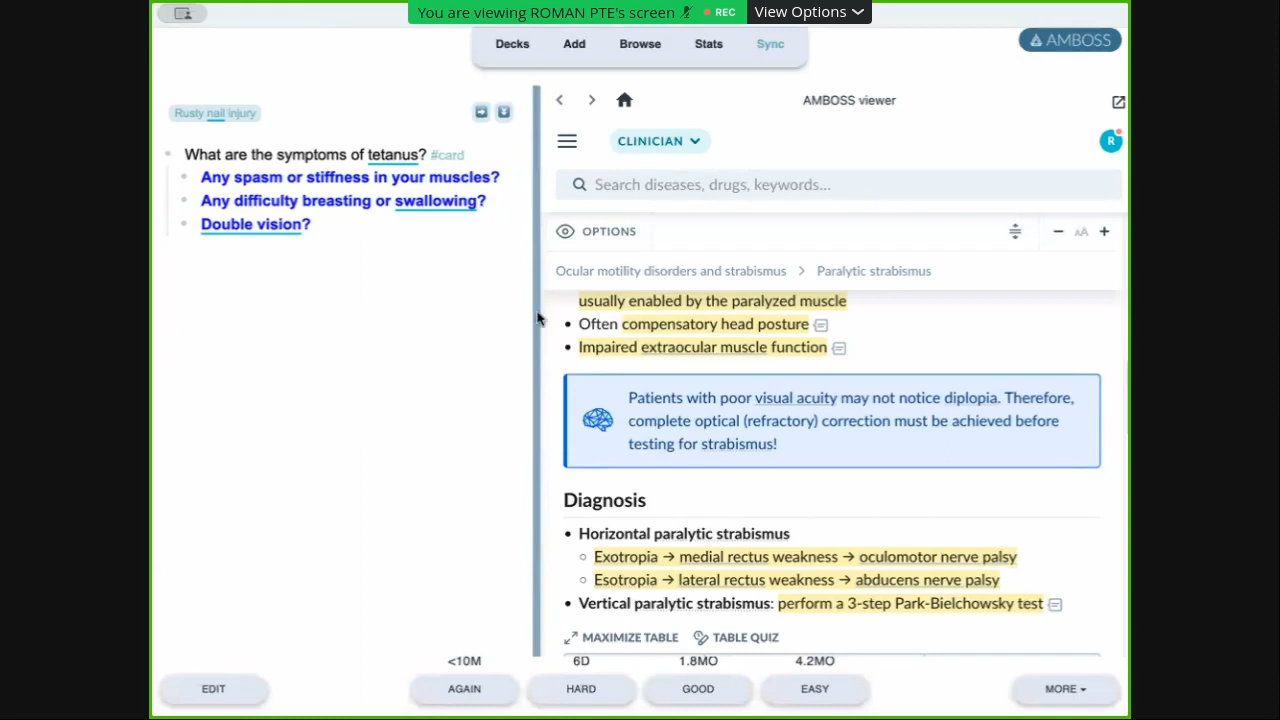 You are viewing ROMAN PTE's screen REC View Options
Decks Add Browse Stats Sync
AMBOSS
Rusty nail injury
What are the symptoms of tetanus? #card
Any spasm or stiffness in your muscles?
Any difficulty breasting or swallowing?
Double vision?
AMBOSS viewer
CLINICIAN
R
Search diseases, drugs, keywords...
OPTIONS
AA
Ocular motility disorders and strabismus > Paralytic strabismus
usually enabled by the paralyzed muscle
• Often compensatory head posture
• Impaired extraocular muscle function
Patients with poor visual acuity may not notice diplopia. Therefore,
complete optical (refractory) correction must be achieved before
testing for strabismus!
Diagnosis
• Horizontal paralytic strabismus
Exotropia → medial rectus weakness → oculomotor nerve palsy
Esotropia → lateral rectus weakness → abducens nerve palsy
• Vertical paralytic strabismus: perform a 3-step Park-Bielchowsky test
MAXIMIZE TABLE TABLE QUIZ
<10M 6D 1.8MO 4.2MO
EDIT AGAIN HARD GOOD EASY MORE